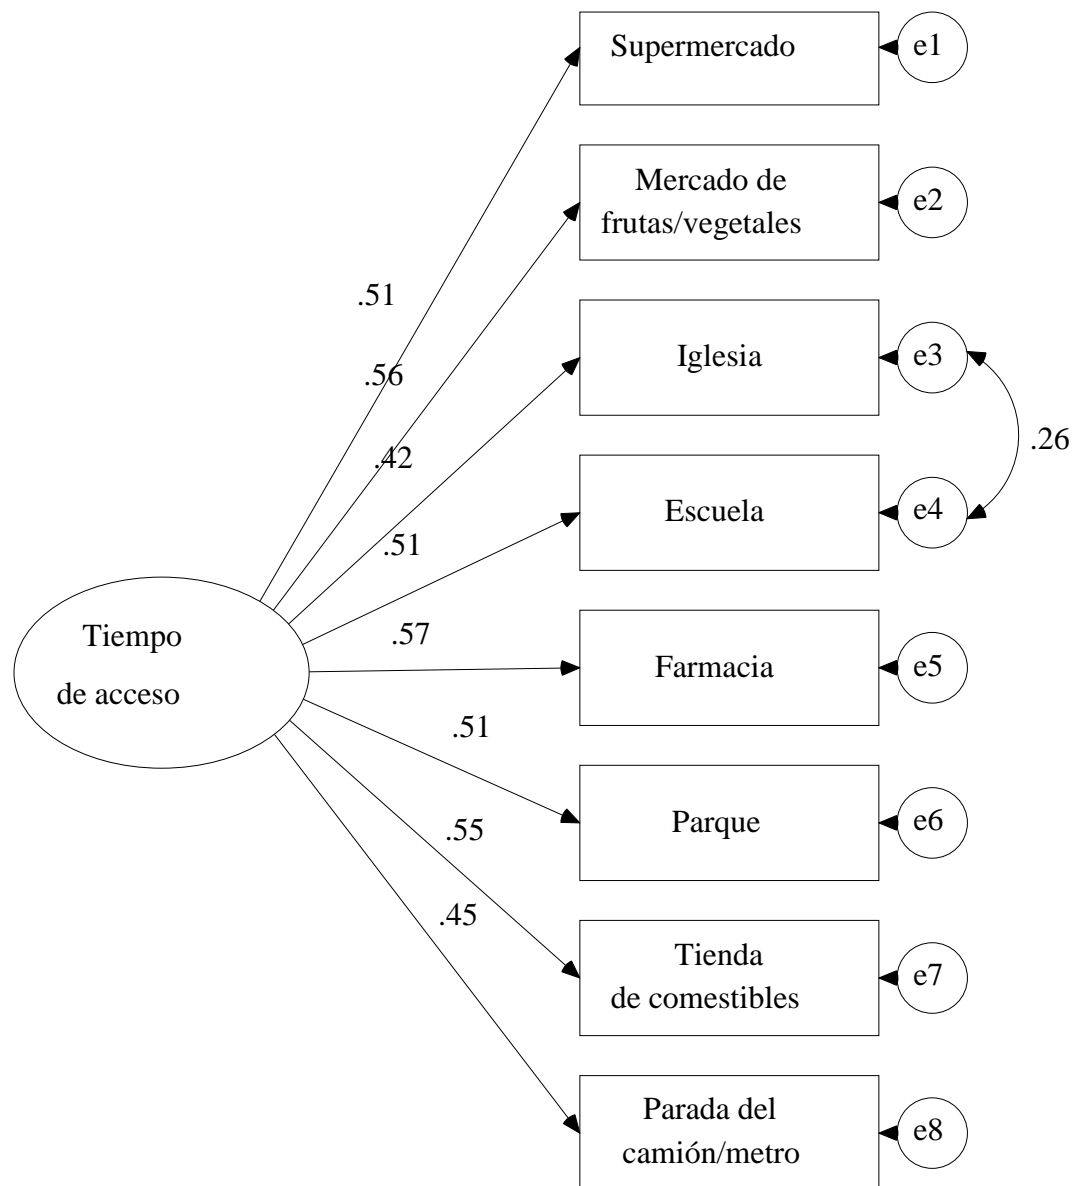 Supermercado
e1
Mercado de
frutas/vegetales
e2
.51
.56
Iglesia
e3
.42
.26
Escuela
e4
.51
Tiempo
de acceso
.57
Farmacia
e5
.51
Parque
e6
.55
.45
Tienda
de comestibles
e7
Parada del
camión/metro
e8